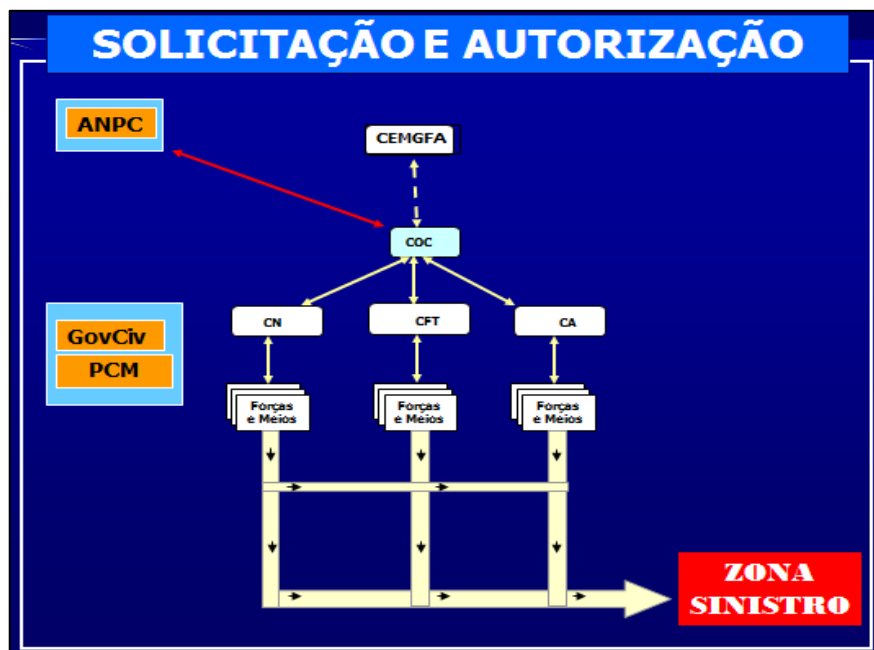 SOLICITAÇÃO E AUTORIZAÇÃO
ANPC
CEMGFA
COC
GovCiv
PCM
CN
CFT
CA
Forças
e Meios
Forças
e Meios
Forças
e Meios
ZONA
SINISTRO